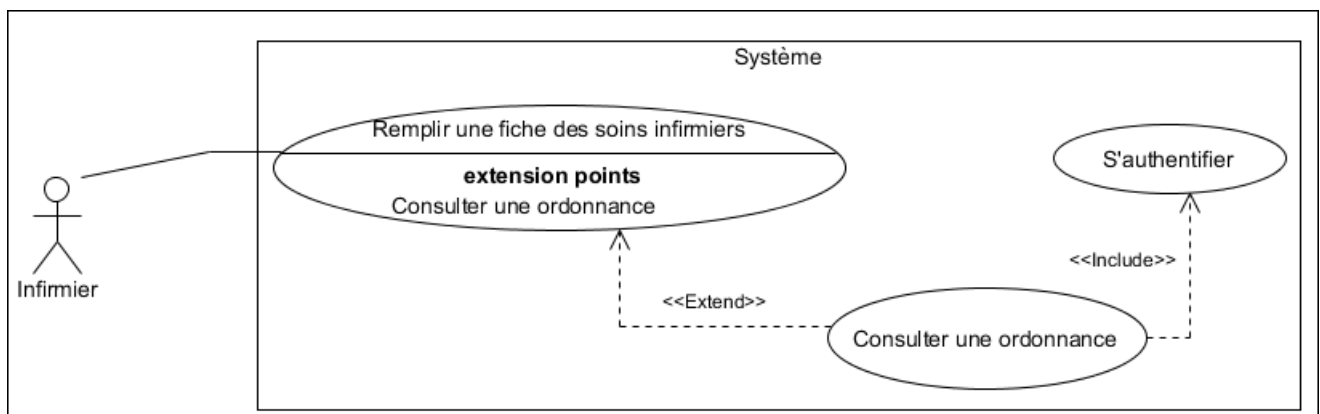 Système
Remplir une fiche des soins infirmiers
extension points
Consulter une ordonnance
S'authentifier
Infirmier
<<Include>>
<<Extend>>
Consulter une ordonnance